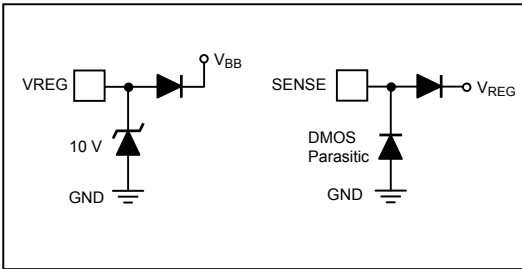 VREG
VBB
10 V
GND
SENSE
VREG
DMOS
Parasitic
GND